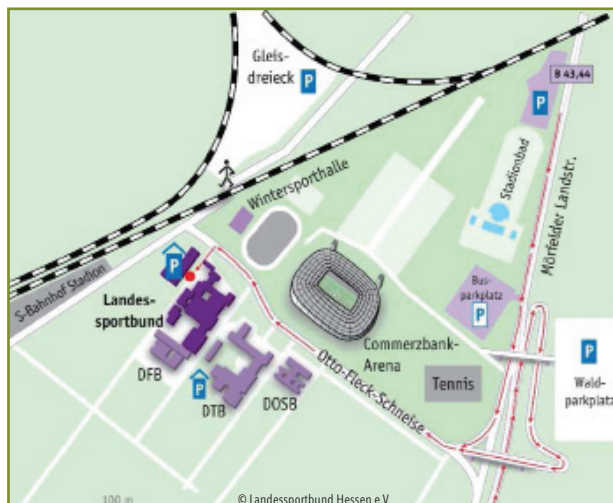 Gleis-
dreieck
P
B 43,44
P
Stadionbad
Mörfelder Landstr.
Wintersporthalle
P
S-Bahnhof Stadion
Landes-
sportbund
Bus-
parkplatz
P
Commerzbank-
Arena
Otto-Fleck-Schneise
Tennis
P
Wald-
parkplatz
DFB
P
DTB
DOSB
100 m
© Landessportbund Hessen e.V.